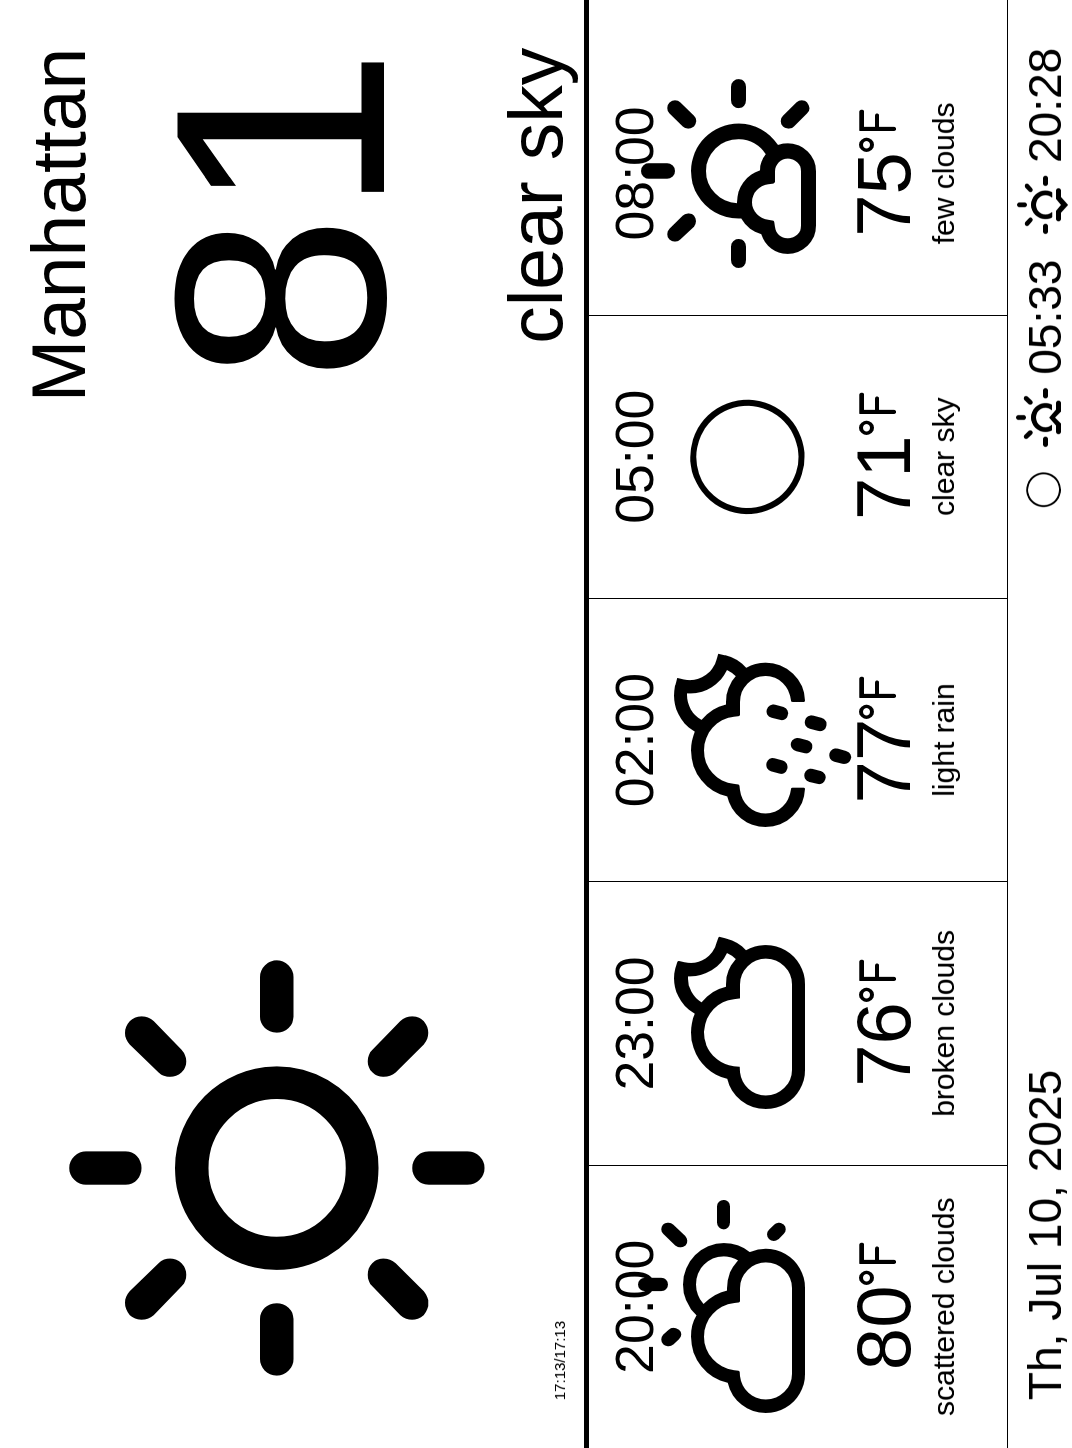 Manhattan
81
clear sky
17:13/17:13
20:00
80°F
scattered clouds
23:00
76°F
broken clouds
02:00
77°F
light rain
05:00
71°F
clear sky
08:00
75°F
few clouds
Th, Jul 10, 2025
05:33
20:28